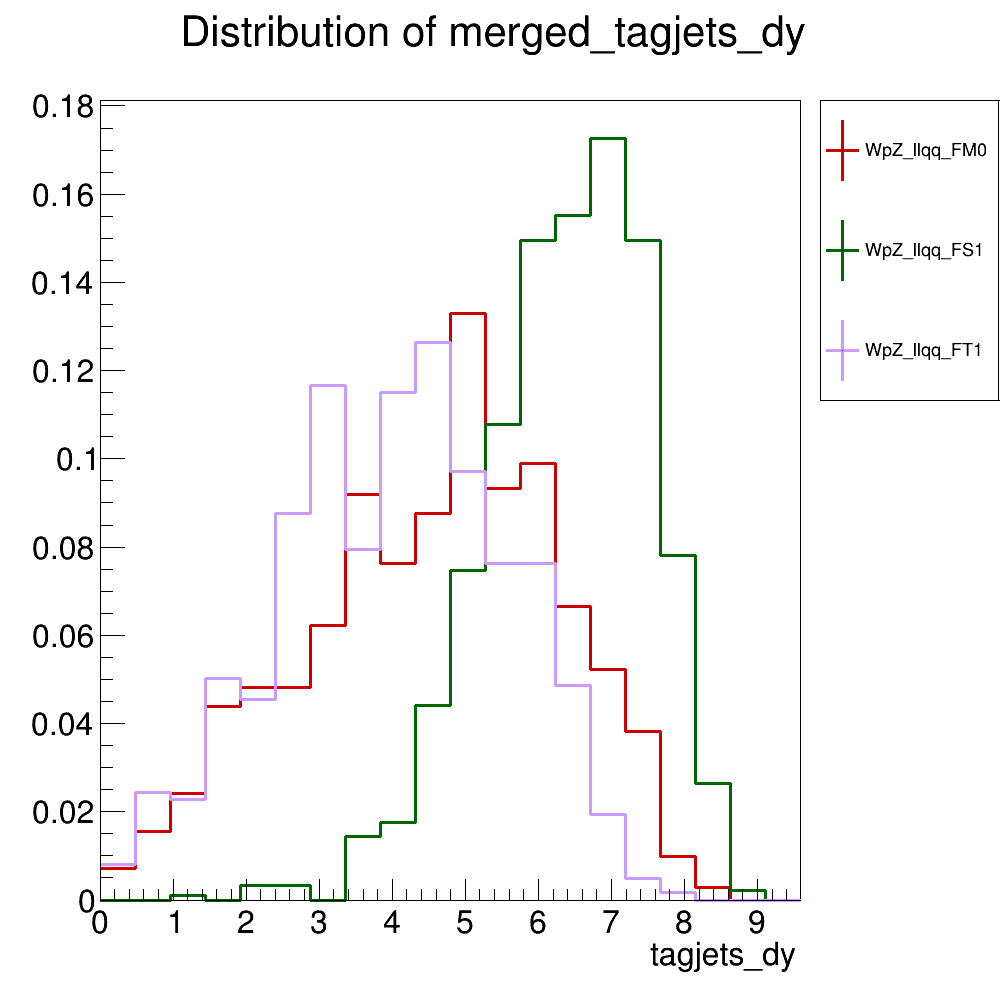 Distribution of merged_tagjets_dy
0.18
0.16
0.14
0.12
0.1
0.08
0.06
0.04
0.02
0
0 1 2 3 4 5 6 7 8 9
tagjets_dy
WpZ_llqq_FM0
WpZ_llqq_FS1
WpZ_llqq_FT1